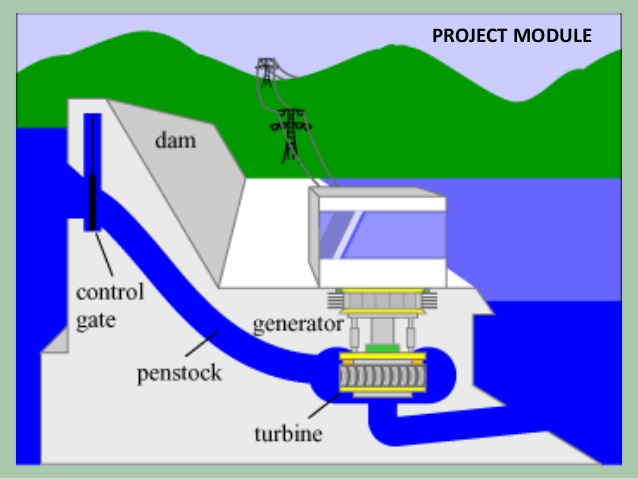 PROJECT MODULE
dam
control
gate
generator
penstock
turbine